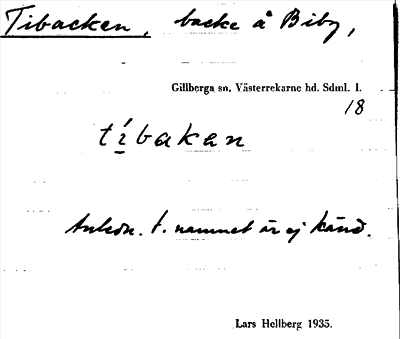 Tibacken, backe å Biby,
Gillberga sn. Västerrekarne hd. Sdml. l.
18
tíbakan
Anledn. t. namnet är ej känd.
Lars Hellberg 1935.